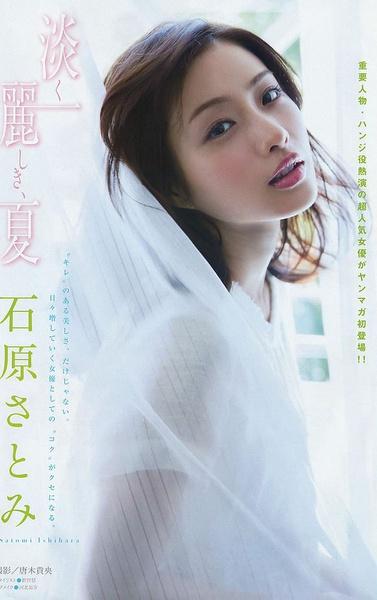 重要人物・ハンジ役熱演の超人気女優がヤンマガ初登場!!
淡く
麗しき、夏
“キレ”のある美しさ、だけじゃない。
日々増していく女優としての“コク”がクセになる。
石原さとみ
Satomi Ishihara
撮影／唐木貴央